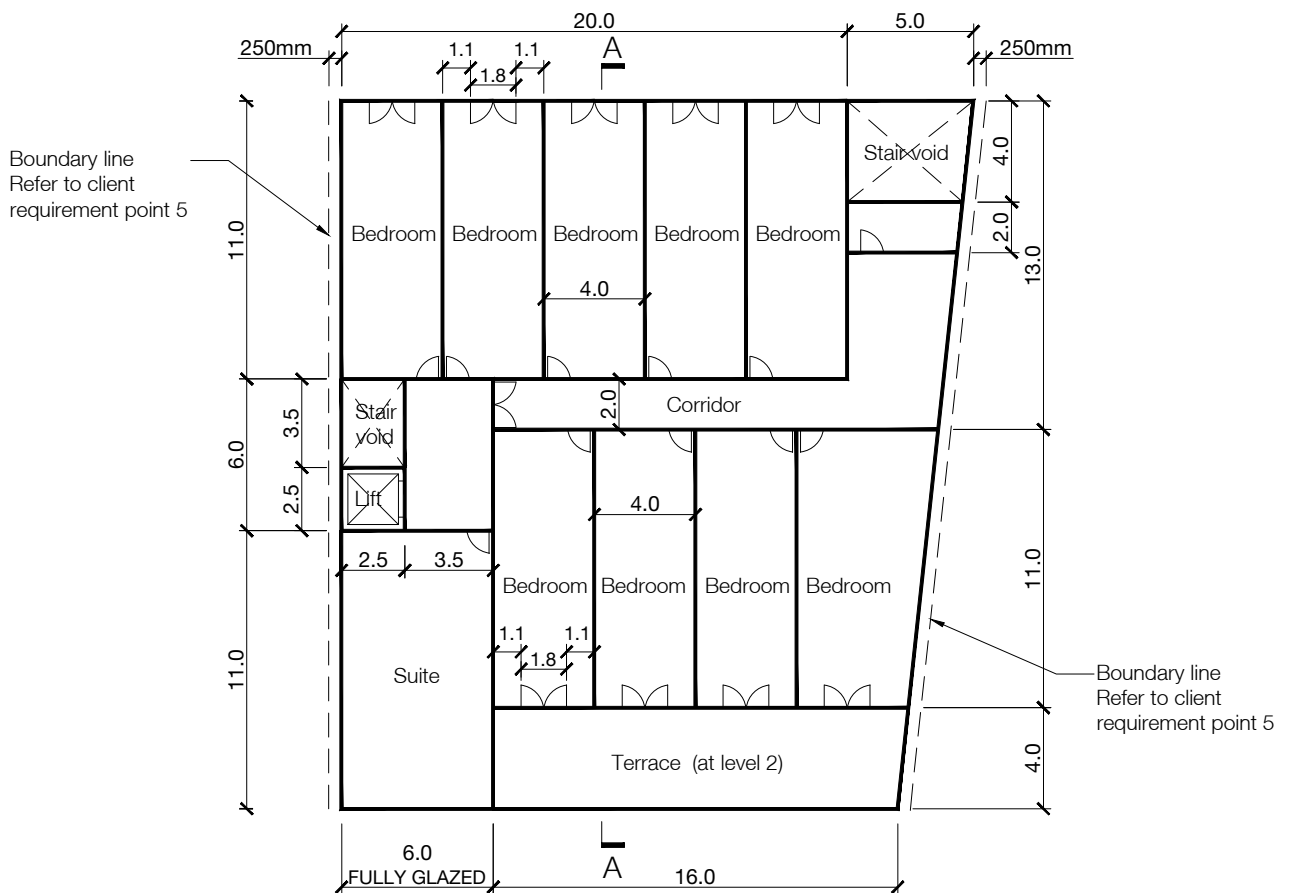 20.0
5.0
250mm
1.1
1.1
A
250mm
1.8
Boundary line
Refer to client
requirement point 5
11.0
Bedroom
Bedroom
Bedroom
Bedroom
Bedroom
Stair void
4.0
2.0
13.0
4.0
6.0
3.5
2.5
Stair
void
Lift
2.0
Corridor
2.5
3.5
4.0
Bedroom
Bedroom
Bedroom
Bedroom
1.1
1.1
1.8
11.0
11.0
Suite
Boundary line
Refer to client
requirement point 5
Terrace (at level 2)
4.0
6.0
FULLY GLAZED
A
16.0